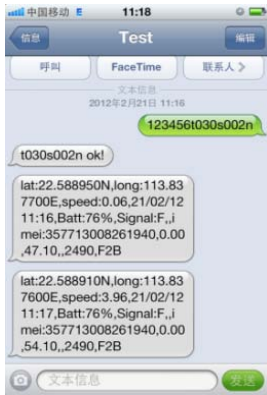 中国移动 E 11:18
信息 Test 编辑
呼叫 FaceTime 联系人
文本信息
2012年2月21日 11:16
123456t030s002n
t030s002n ok!
lat:22.588950N,long:113.83
7700E,speed:0.06,21/02/12
11:16,Batt:76%,Signal:F,,i
mei:357713008261940,0.00
,47.10,,2490,F2B
lat:22.588910N,long:113.83
7600E,speed:3.96,21/02/12
11:17,Batt:76%,Signal:F,,i
mei:357713008261940,0.00
,54.10,,2490,F2B
文本信息 发送